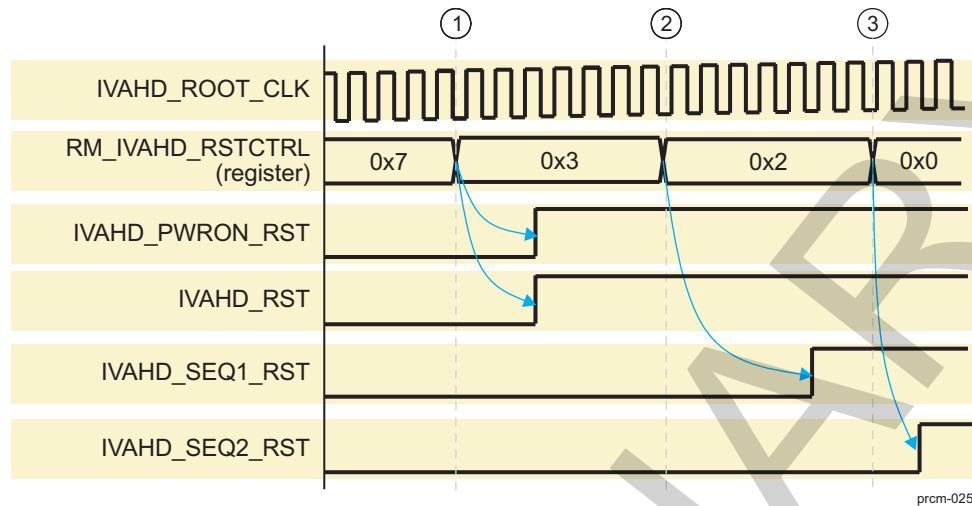 1 2 3
IVAHD_ROOT_CLK
RM_IVAHD_RSTCTRL
(register)
0x7 0x3 0x2 0x0
IVAHD_PWRON_RST
IVAHD_RST
IVAHD_SEQ1_RST
IVAHD_SEQ2_RST
prcm-025